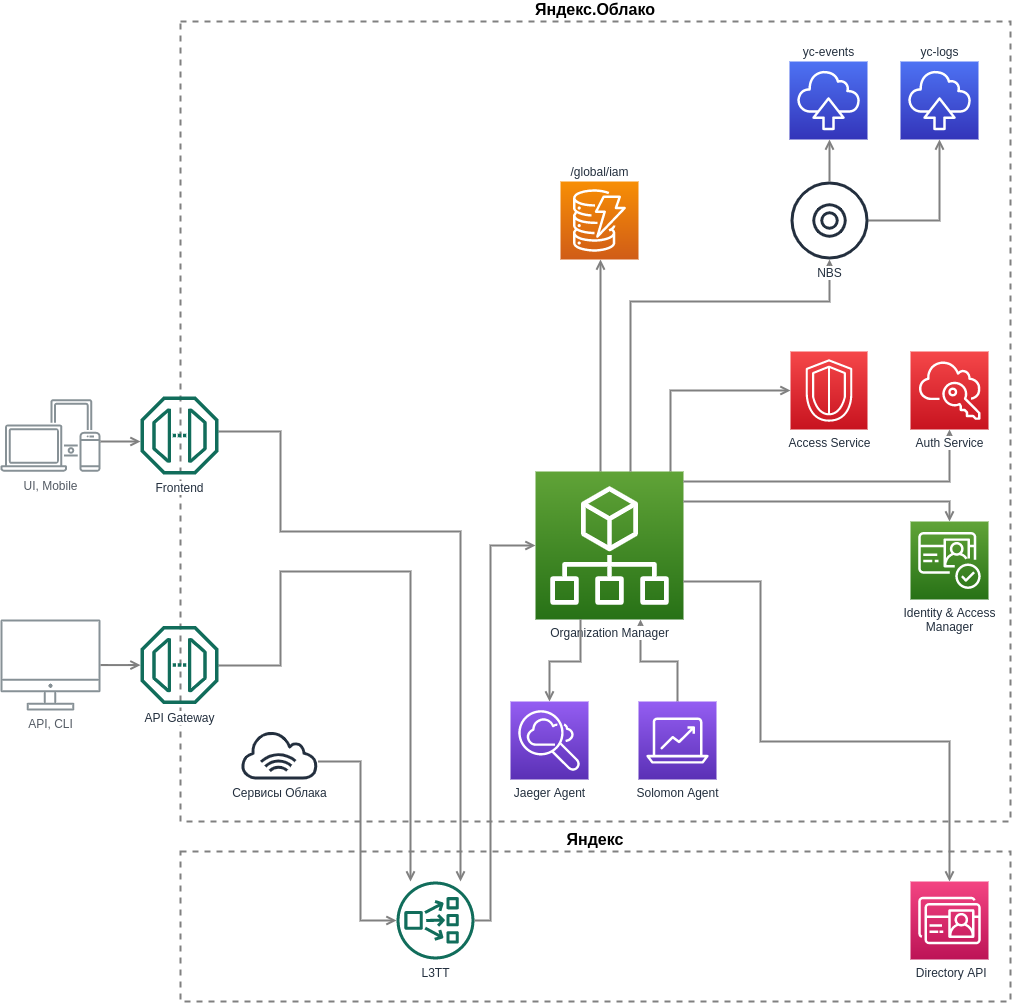 Яндекс.Облако
yc-events
yc-logs
/global/iam
NBS
Access Service
Auth Service
UI, Mobile
Frontend
Identity & Access
Manager
Organization Manager
API, CLI
API Gateway
Сервисы Облака
Jaeger Agent
Solomon Agent
Яндекс
L3TT
Directory API